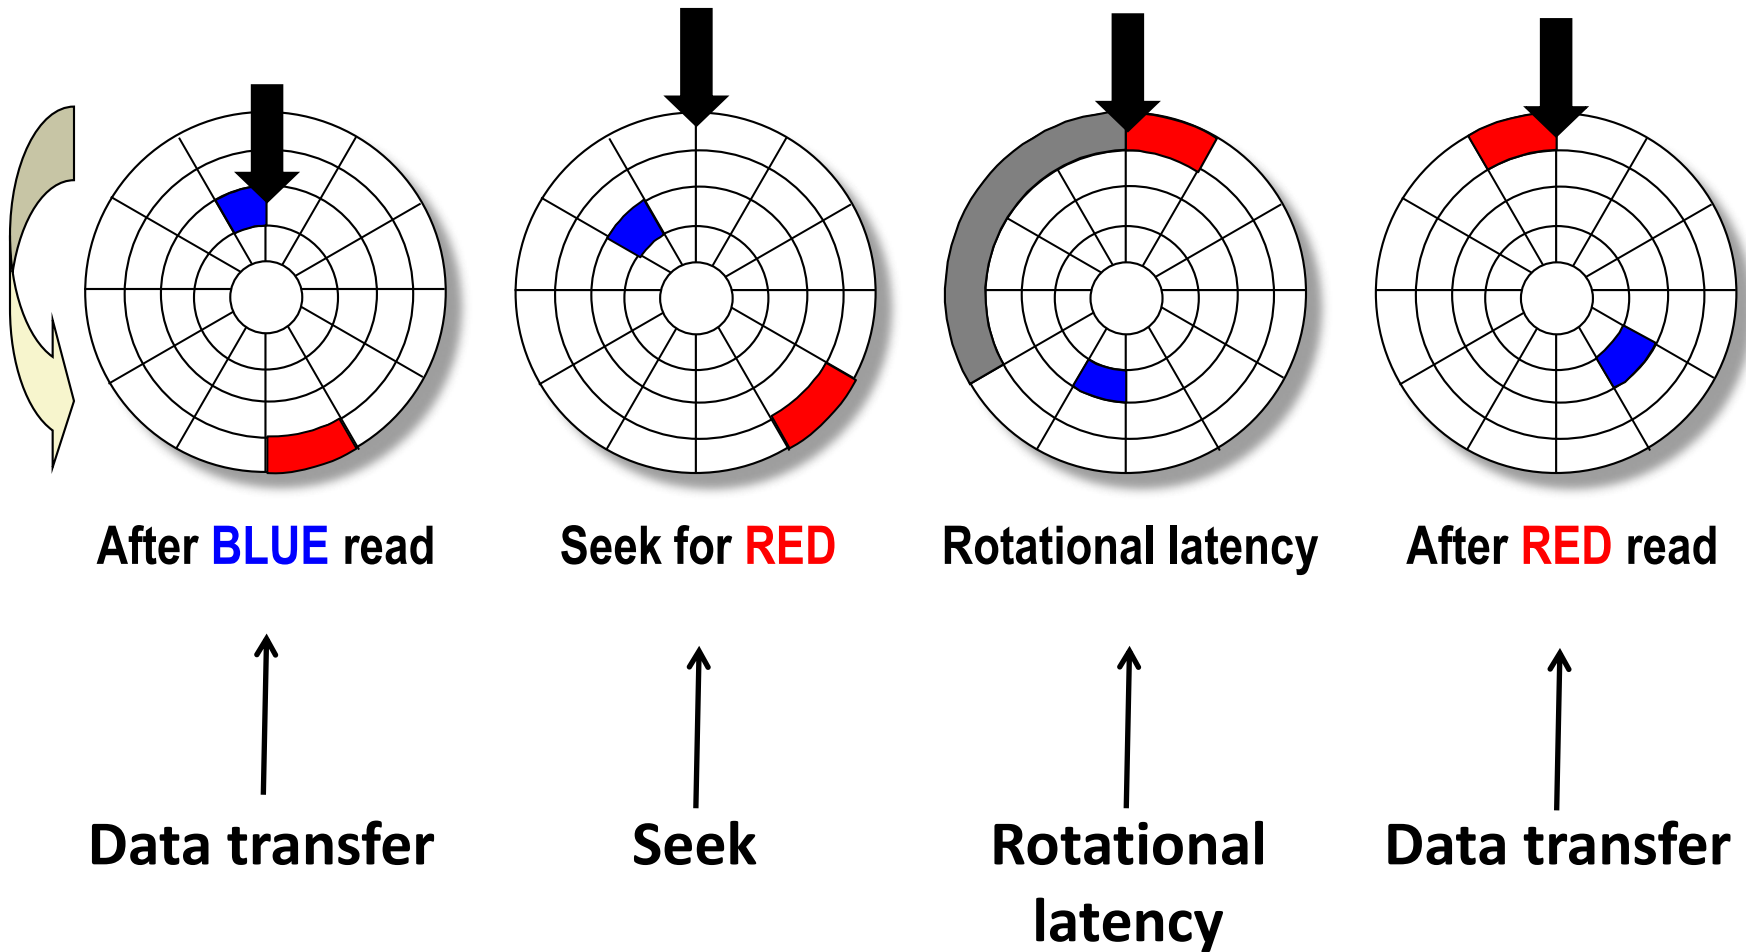 After BLUE read
Seek for RED
Rotational latency
After RED read
Data transfer
Seek
Rotational
latency
Data transfer